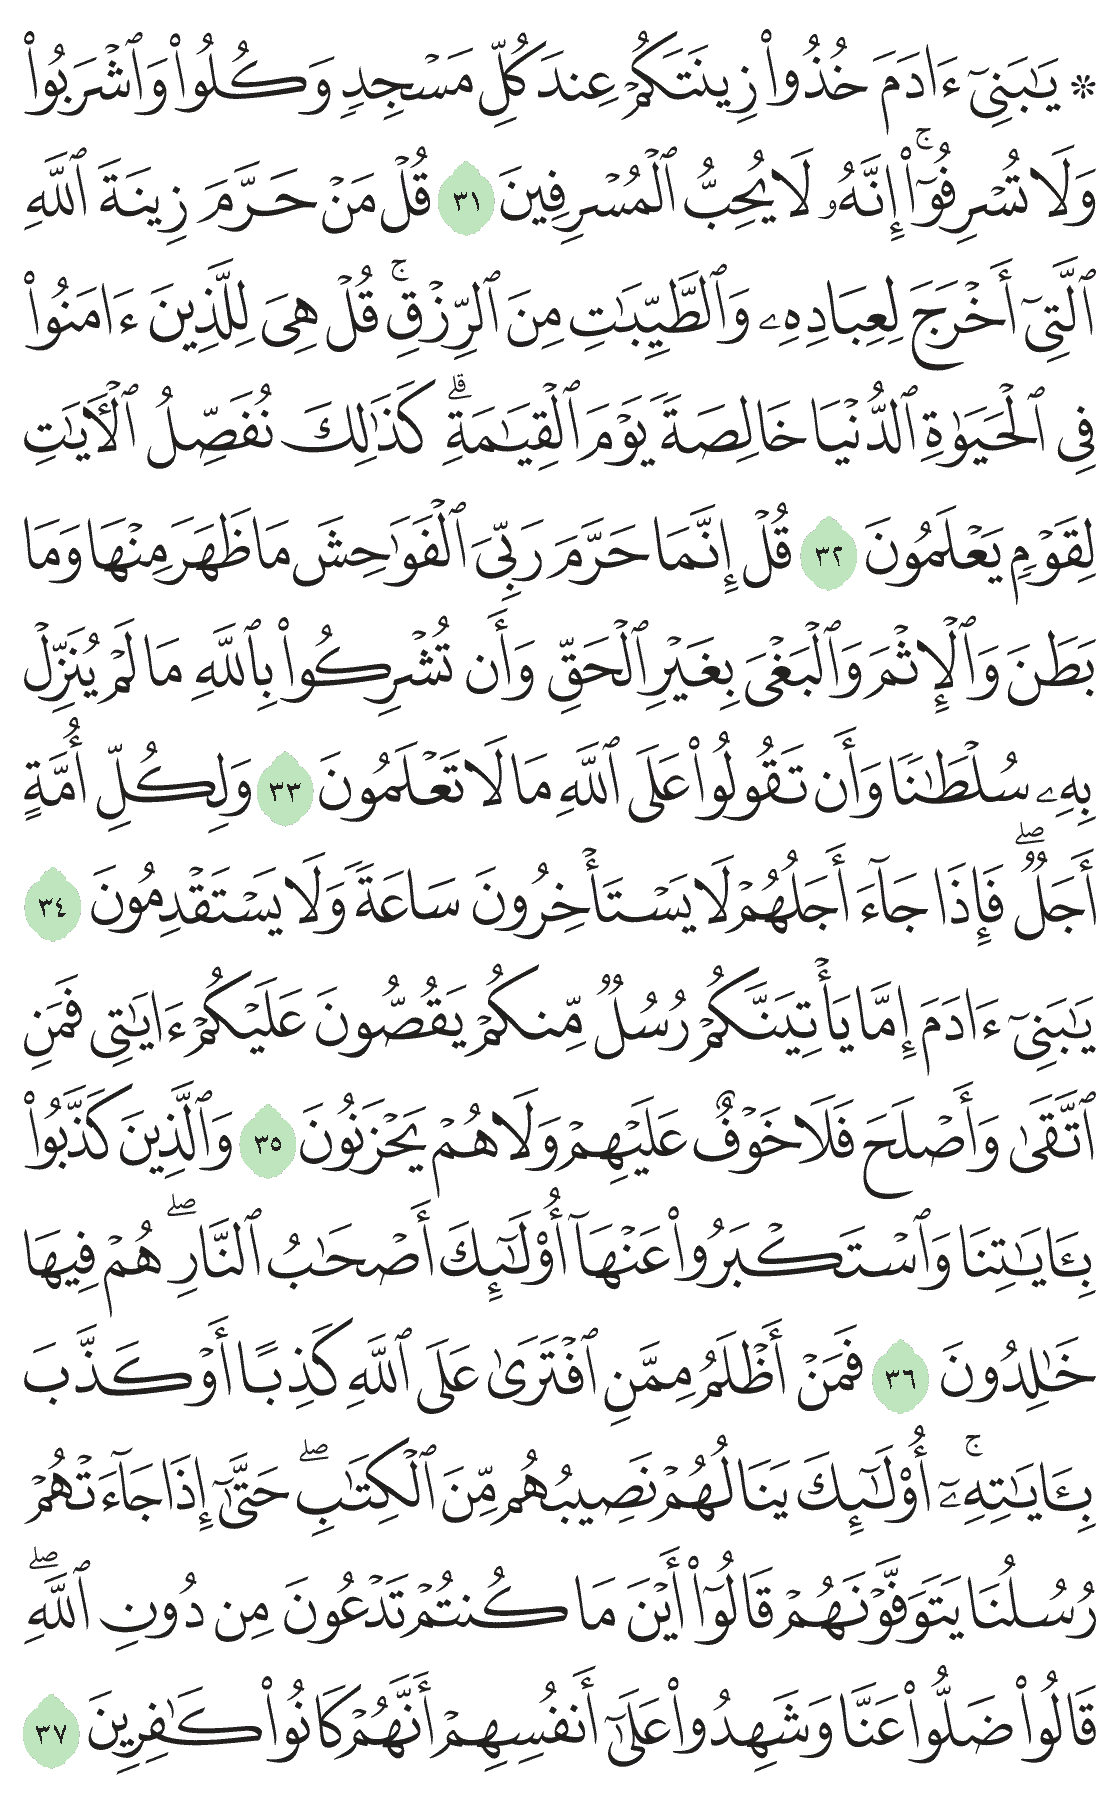 ۞ يَٰبَنِيٓ ءَادَمَ خُذُواْ زِينَتَكُمۡ عِندَ كُلِّ مَسۡجِدٖ وَكُلُواْ وَٱشۡرَبُواْ
وَلَا تُسۡرِفُوٓاْۚ إِنَّهُۥ لَا يُحِبُّ ٱلۡمُسۡرِفِينَ ٣١ قُلۡ مَنۡ حَرَّمَ زِينَةَ ٱللَّهِ
ٱلَّتِيٓ أَخۡرَجَ لِعِبَادِهِۦ وَٱلطَّيِّبَٰتِ مِنَ ٱلرِّزۡقِۚ قُلۡ هِيَ لِلَّذِينَ ءَامَنُواْ
فِي ٱلۡحَيَوٰةِ ٱلدُّنۡيَا خَالِصَةٗ يَوۡمَ ٱلۡقِيَٰمَةِۗ كَذَٰلِكَ نُفَصِّلُ ٱلۡأٓيَٰتِ
لِقَوۡمٖ يَعۡلَمُونَ ٣٢ قُلۡ إِنَّمَا حَرَّمَ رَبِّيَ ٱلۡفَوَٰحِشَ مَا ظَهَرَ مِنۡهَا وَمَا
بَطَنَ وَٱلۡإِثۡمَ وَٱلۡبَغۡيَ بِغَيۡرِ ٱلۡحَقِّ وَأَن تُشۡرِكُواْ بِٱللَّهِ مَا لَمۡ يُنَزِّلۡ
بِهِۦ سُلۡطَٰنٗا وَأَن تَقُولُواْ عَلَى ٱللَّهِ مَا لَا تَعۡلَمُونَ ٣٣ وَلِكُلِّ أُمَّةٍ
أَجَلٞۖ فَإِذَا جَآءَ أَجَلُهُمۡ لَا يَسۡتَأۡخِرُونَ سَاعَةٗ وَلَا يَسۡتَقۡدِمُونَ ٣٤
يَٰبَنِيٓ ءَادَمَ إِمَّا يَأۡتِيَنَّكُمۡ رُسُلٞ مِّنكُمۡ يَقُصُّونَ عَلَيۡكُمۡ ءَايَٰتِي فَمَنِ
ٱتَّقَىٰ وَأَصۡلَحَ فَلَا خَوۡفٌ عَلَيۡهِمۡ وَلَا هُمۡ يَحۡزَنُونَ ٣٥ وَٱلَّذِينَ كَذَّبُواْ
بِـَٔايَٰتِنَا وَٱسۡتَكۡبَرُواْ عَنۡهَآ أُوْلَٰٓئِكَ أَصۡحَٰبُ ٱلنَّارِۖ هُمۡ فِيهَا
خَٰلِدُونَ ٣٦ فَمَنۡ أَظۡلَمُ مِمَّنِ ٱفۡتَرَىٰ عَلَى ٱللَّهِ كَذِبًا أَوۡ كَذَّبَ
بِـَٔايَٰتِهِۦٓۚ أُوْلَٰٓئِكَ يَنَالُهُمۡ نَصِيبُهُم مِّنَ ٱلۡكِتَٰبِۖ حَتَّىٰٓ إِذَا جَآءَتۡهُمۡ
رُسُلُنَا يَتَوَفَّوۡنَهُمۡ قَالُوٓاْ أَيۡنَ مَا كُنتُمۡ تَدۡعُونَ مِن دُونِ ٱللَّهِۖ
قَالُواْ ضَلُّواْ عَنَّا وَشَهِدُواْ عَلَىٰٓ أَنفُسِهِمۡ أَنَّهُمۡ كَانُواْ كَٰفِرِينَ ٣٧